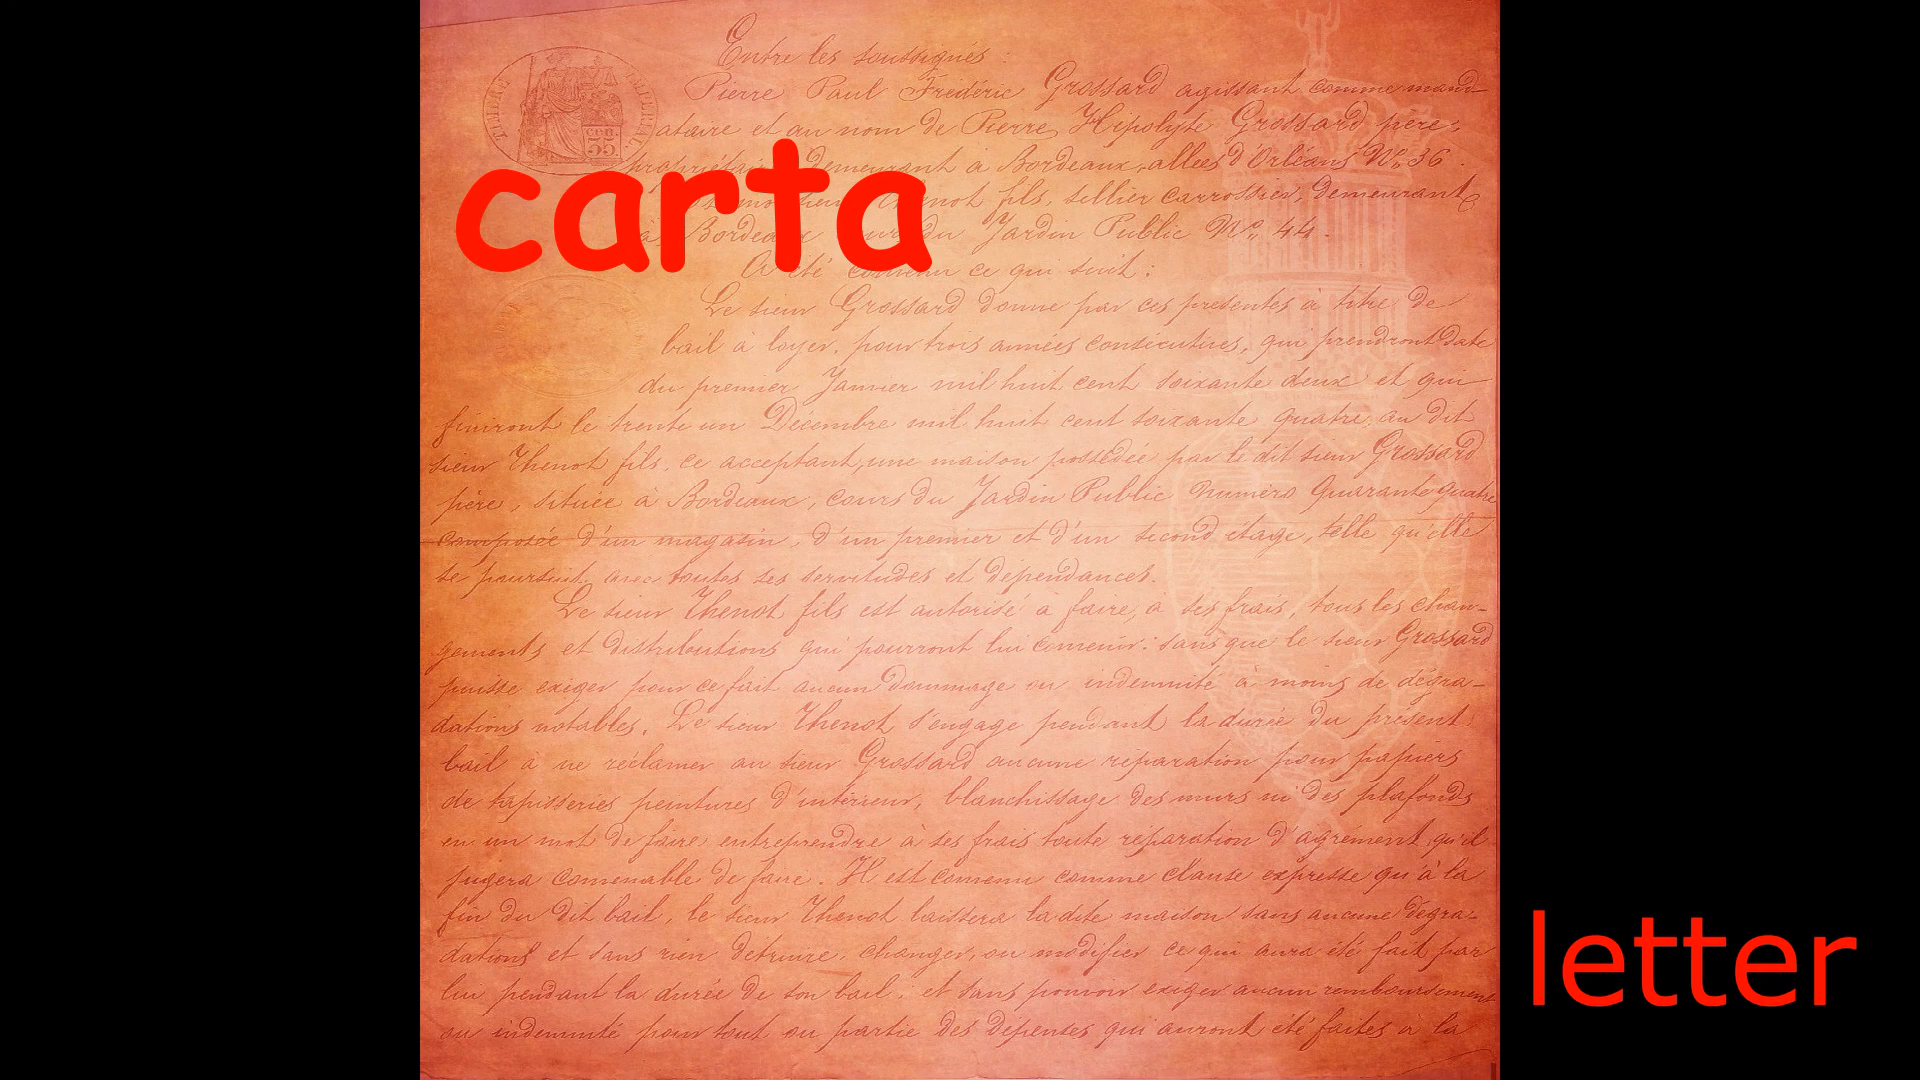 Entre les soussignés :
TIMBRE IMPERIAL
Pierre Paul Frédéric Grossard agissant comme mand-
cen. 55
ataire et au nom de Pierre Hipolyte Grossard père,
propriétaire demeurant à Bordeaux, allées d'Orléans No. 36.
carta
fils, sellier carrossier, demeurant
à Bordeaux du Jardin Public No. 44.
A été convenu ce qui suit :
Le sieur Grossard donne par ces présentes à titre de
bail à loyer, pour trois années consécutives, qui prendront date
du premier Janvier mil huit cent soixante deux et qui
finiront le trente un Décembre mil huit cent soixante quatre, au dit
sieur Thenot fils, ce acceptant, une maison possédée par le dit sieur Grossard
père, située à Bordeaux, cours du Jardin Public numéro Quarante quatre
composée d'un magasin, d'un premier et d'un second étage, telle qu'elle
se poursuit, avec toutes ses servitudes et dépendances.
Le sieur Thenot fils est autorisé à faire, à ses frais, tous les chan-
gements et distributions qui pourront lui convenir: sans que le sieur Grossard
puisse exiger pour ce fait aucun dommage ou indemnité à moins de dégra-
dations notables. Le sieur Thenot s'engage pendant la durée du présent
bail à ne réclamer au sieur Grossard aucune réparation pour papiers
de tapisseries peintures d'intérieur, blanchissage des murs ni des plafonds
en un mot de faire entreprendre à ses frais toute réparation d'agrément qu'il
jugera convenable de faire. Il est convenu comme clause expresse qu'à la
fin du dit bail, le sieur Thenot laissera la dite maison sans aucune dégra-
dations et sans rien détruire, changer, ou modifier ce qui aura été fait par
lui pendant la durée de son bail, et sans pouvoir exiger aucun remboursement
ou indemnité pour tout ou partie des dépenses qui auront été faites a la
letter